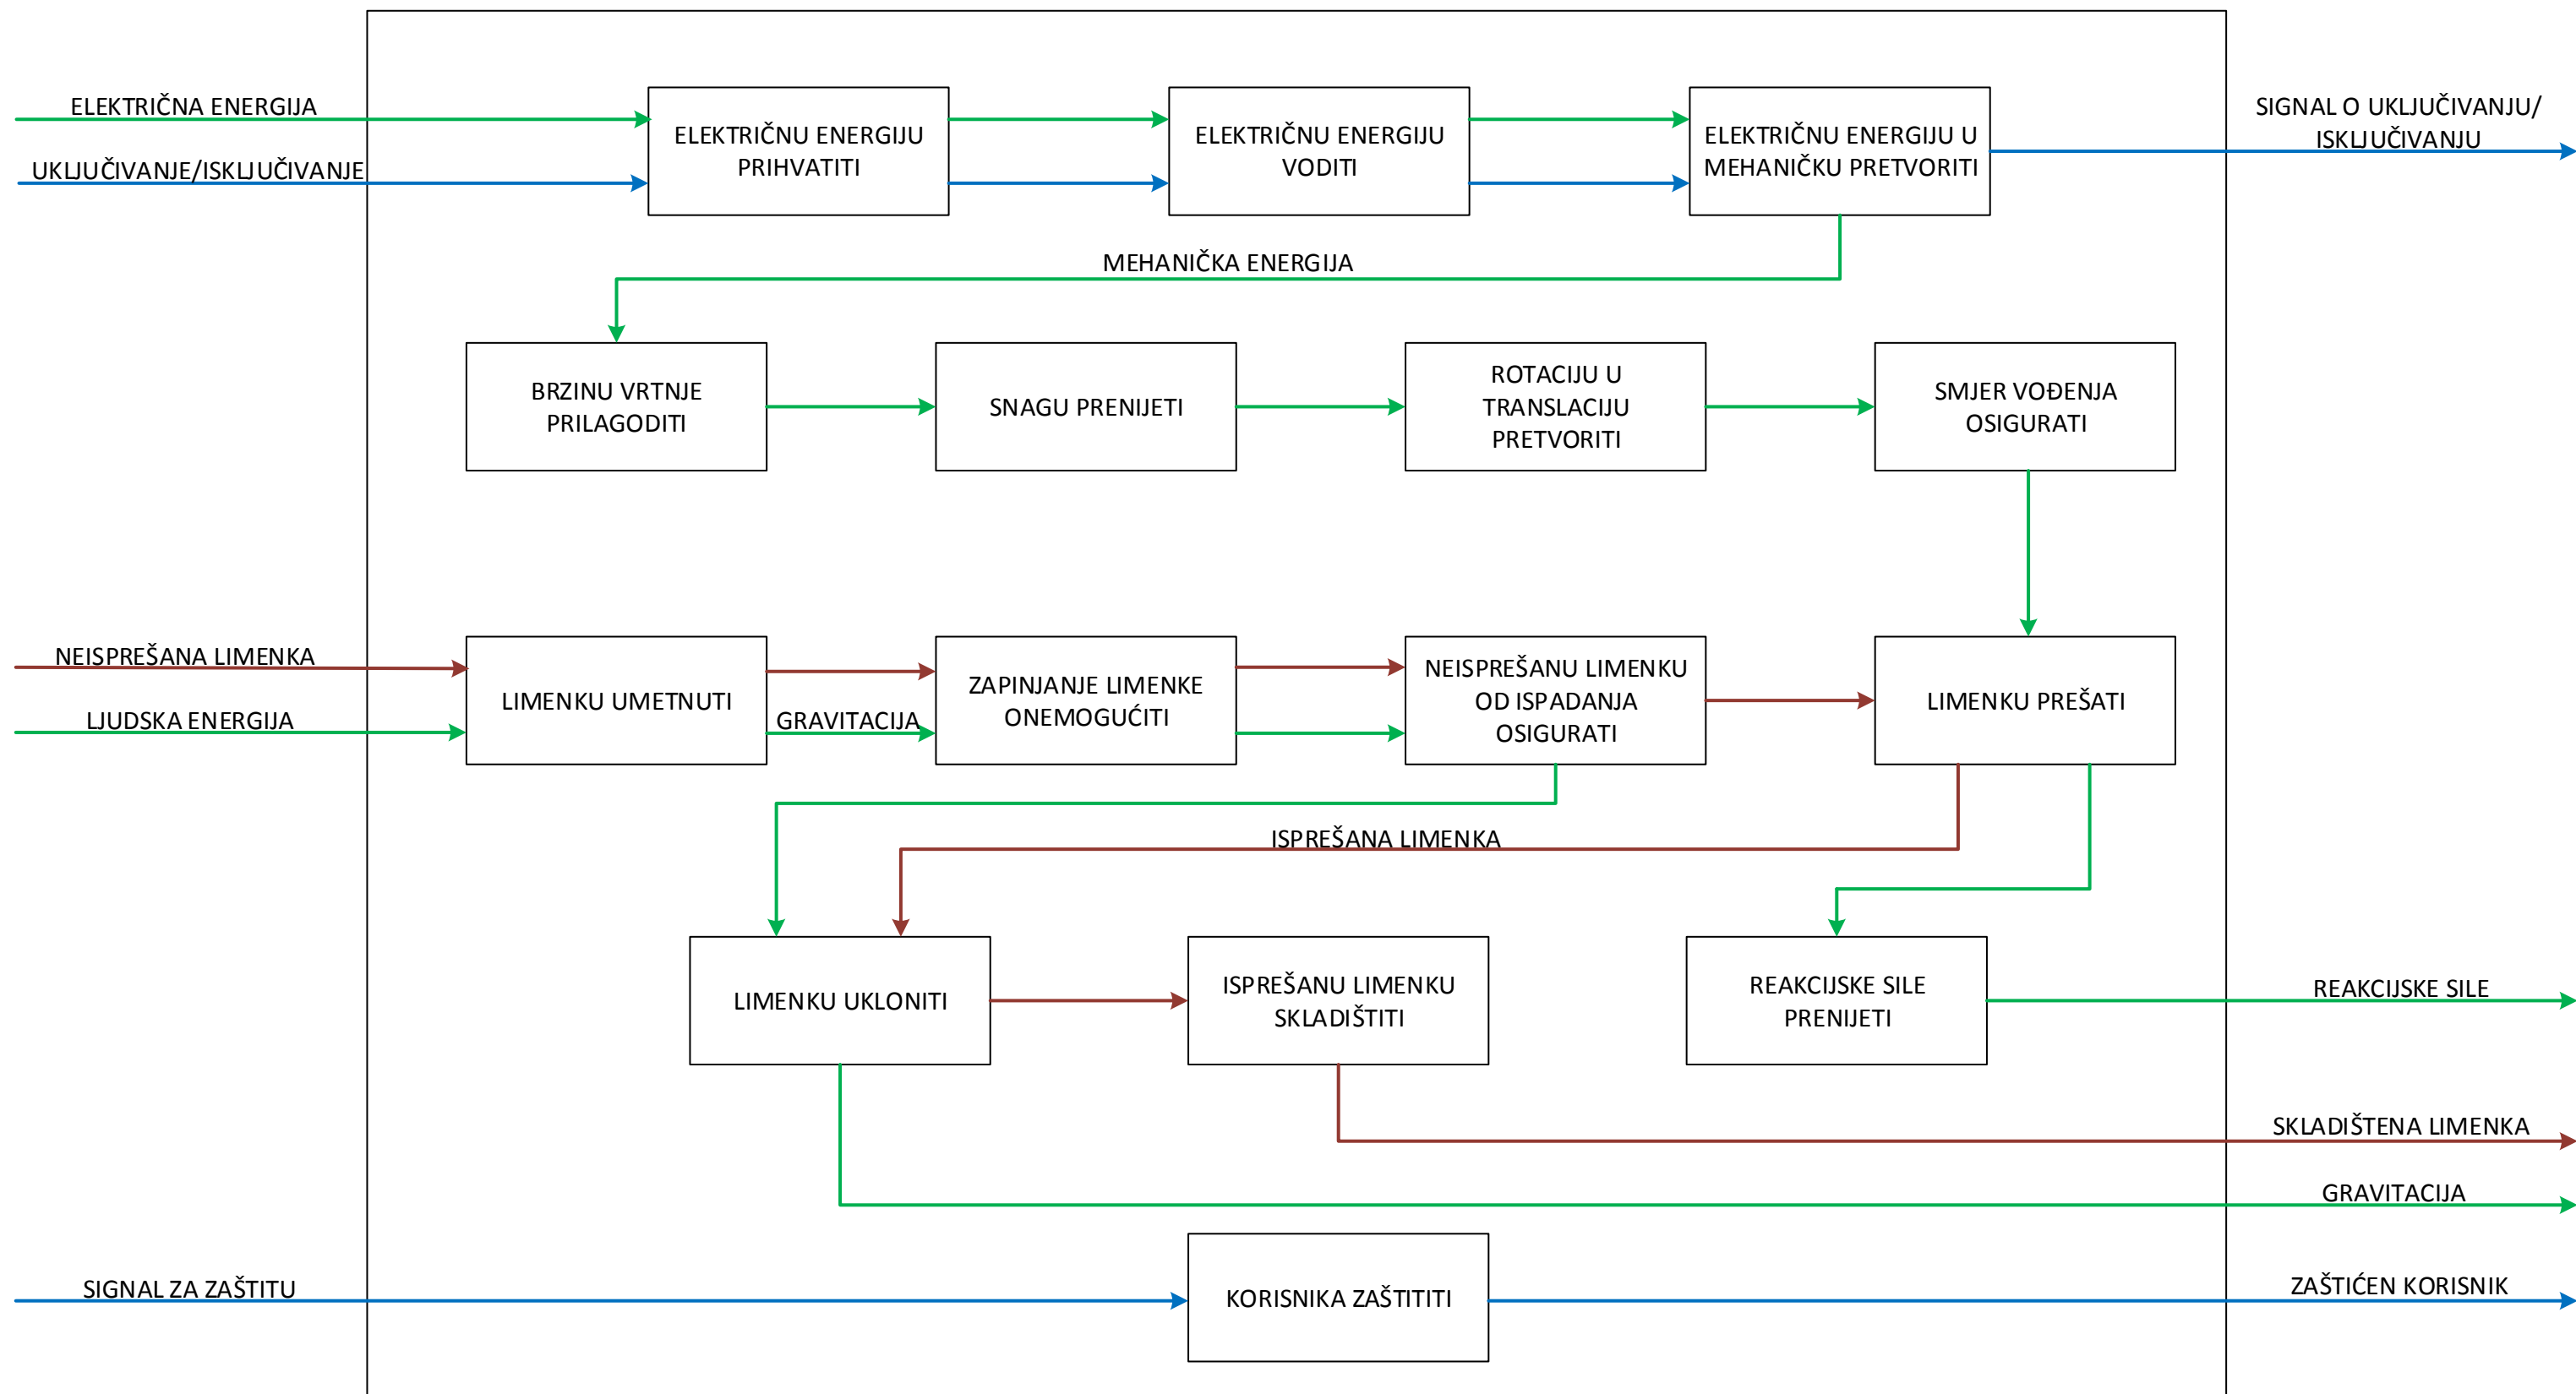 ELEKTRIČNA ENERGIJA
UKLJUČIVANJE/ISKLJUČIVANJE
ELEKTRIČNU ENERGIJU
PRIHVATITI
ELEKTRIČNU ENERGIJU
VODITI
ELEKTRIČNU ENERGIJU U
MEHANIČKU PRETVORITI
SIGNAL O UKLJUČIVANJU/
ISKLJUČIVANJU
MEHANIČKA ENERGIJA
BRZINU VRTNJE
PRILAGODITI
SNAGU PRENIJETI
ROTACIJU U
TRANSLACIJU
PRETVORITI
SMJER VOĐENJA
OSIGURATI
NEISPREŠANA LIMENKA
LJUDSKA ENERGIJA
LIMENKU UMETNUTI
GRAVITACIJA
ZAPINJANJE LIMENKE
ONEMOGUĆITI
NEISPREŠANU LIMENKU
OD ISPADANJA
OSIGURATI
LIMENKU PREŠATI
ISPREŠANA LIMENKA
LIMENKU UKLONITI
ISPREŠANU LIMENKU
SKLADIŠTITI
REAKCIJSKE SILE
PRENIJETI
REAKCIJSKE SILE
SKLADIŠTENA LIMENKA
GRAVITACIJA
SIGNAL ZA ZAŠTITU
KORISNIKA ZAŠTITITI
ZAŠTIĆEN KORISNIK